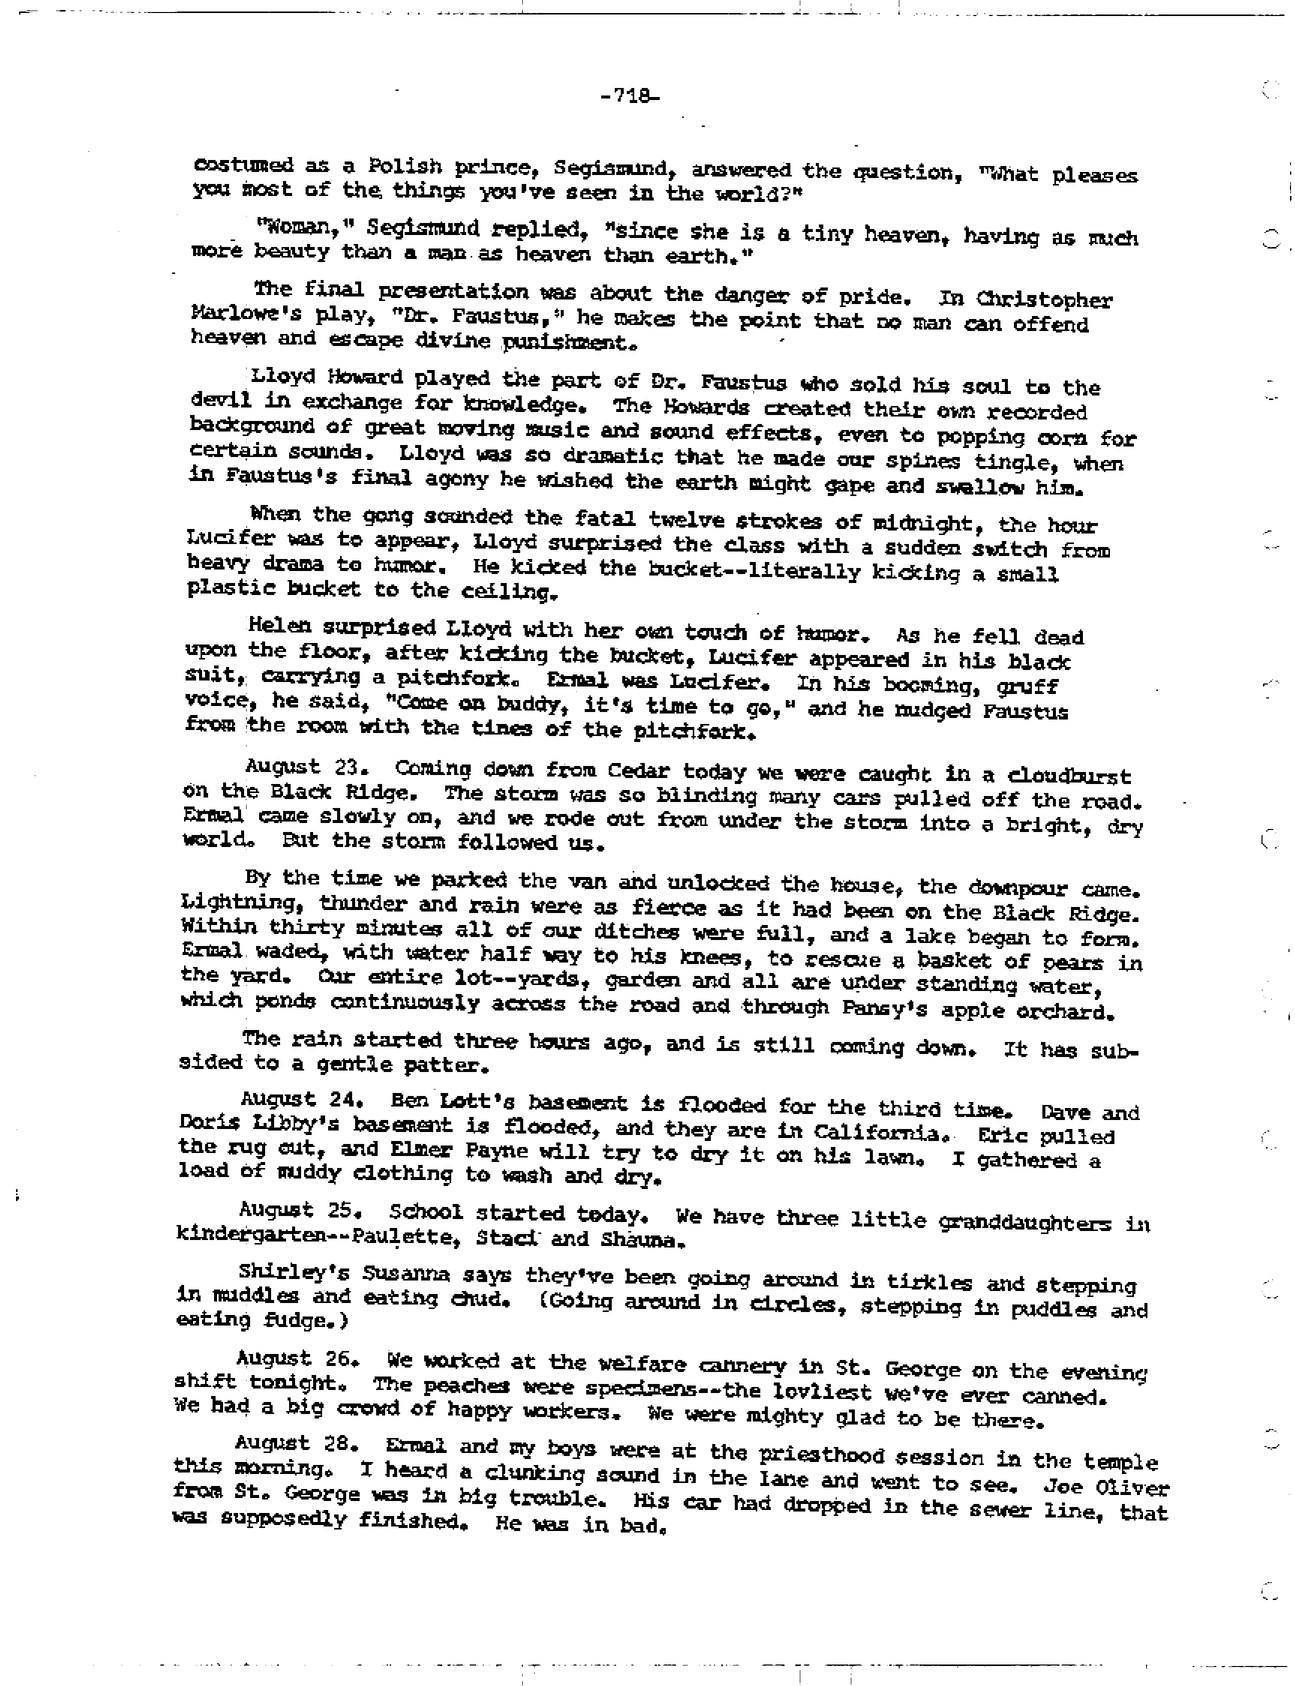 -718-
costumed as a Polish prince, Segismund, answered the question, "What pleases
you most of the things you've seen in the world?"
"Woman," Segismund replied, "since she is a tiny heaven, having as much
more beauty than a man as heaven than earth."
The final presentation was about the danger of pride. In Christopher
Marlowe's play, "Dr. Faustus," he makes the point that no man can offend
heaven and escape divine punishment.
Lloyd Howard played the part of Dr. Faustus who sold his soul to the
devil in exchange for knowledge. The Howards created their own recorded
background of great moving music and sound effects, even to popping corn for
certain sounds. Lloyd was so dramatic that he made our spines tingle, when
in Faustus's final agony he wished the earth might gape and swallow him.
When the gong sounded the fatal twelve strokes of midnight, the hour
Lucifer was to appear, Lloyd surprised the class with a sudden switch from
heavy drama to humor. He kicked the bucket--literally kicking a small
plastic bucket to the ceiling.
Helen surprised Lloyd with her own touch of humor. As he fell dead
upon the floor, after kicking the bucket, Lucifer appeared in his black
suit, carrying a pitchfork. Ermal was Lucifer. In his booming, gruff
voice, he said, "Come on buddy, it's time to go," and he nudged Faustus
from the room with the tines of the pitchfork.
August 23. Coming down from Cedar today we were caught in a cloudburst
on the Black Ridge. The storm was so blinding many cars pulled off the road.
Ermal came slowly on, and we rode out from under the storm into a bright, dry
world. But the storm followed us.
By the time we parked the van and unlocked the house, the downpour came.
Lightning, thunder and rain were as fierce as it had been on the Black Ridge.
Within thirty minutes all of our ditches were full, and a lake began to form.
Ermal waded, with water half way to his knees, to rescue a basket of pears in
the yard. Our entire lot--yards, garden and all are under standing water,
which ponds continuously across the road and through Pansy's apple orchard.
The rain started three hours ago, and is still coming down. It has sub-
sided to a gentle patter.
August 24. Ben Lott's basement is flooded for the third time. Dave and
Doris Libby's basement is flooded, and they are in California. Eric pulled
the rug out, and Elmer Payne will try to dry it on his lawn. I gathered a
load of muddy clothing to wash and dry.
August 25. School started today. We have three little granddaughters in
kindergarten--Paulette, Staci and Shauna.
Shirley's Susanna says they've been going around in tirkles and stepping
in muddles and eating chud. (Going around in circles, stepping in puddles and
eating fudge.)
August 26. We worked at the welfare cannery in St. George on the evening
shift tonight. The peaches were specimens--the lovliest we've ever canned.
We had a big crowd of happy workers. We were mighty glad to be there.
August 28. Ermal and my boys were at the priesthood session in the temple
this morning. I heard a clunking sound in the lane and went to see. Joe Oliver
from St. George was in big trouble. His car had dropped in the sewer line, that
was supposedly finished. He was in bad.